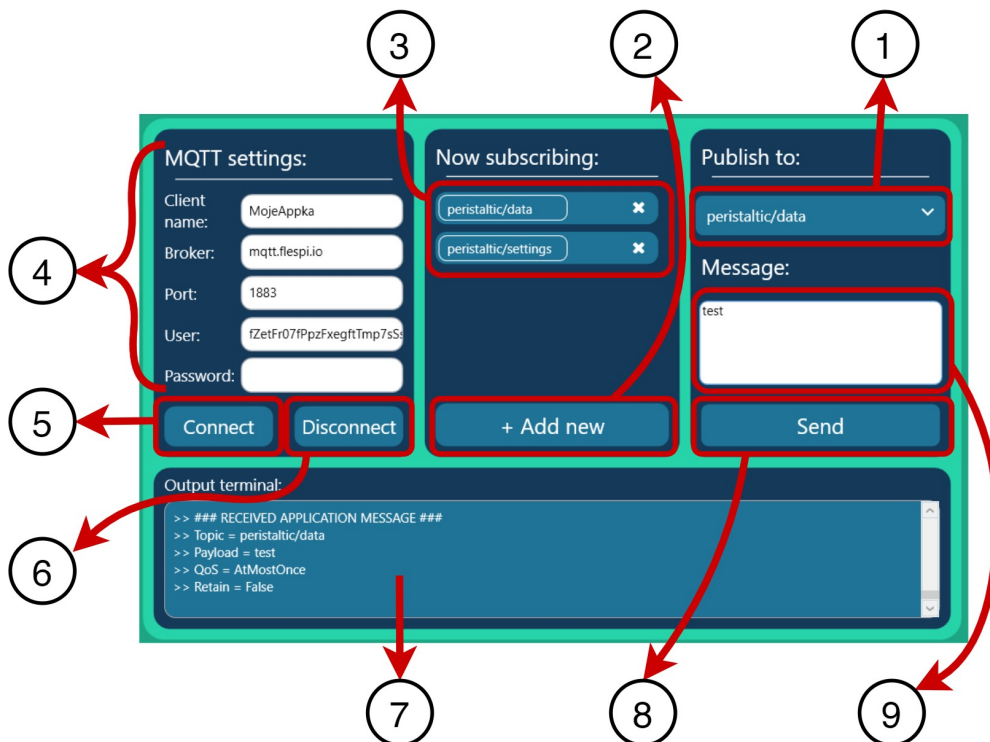 3
2
1
MQTT settings:
Client name:
MojeAppka
Broker:
mqtt.flespi.io
Port:
1883
User:
fZetFr07fPpzFxegftTmp7sSs
Password:
Connect
Disconnect
Now subscribing:
peristaltic/data
peristaltic/settings
+ Add new
Publish to:
peristaltic/data
Message:
test
Send
4
5
6
Output terminal:
>> ### RECEIVED APPLICATION MESSAGE ###
>> Topic = peristaltic/data
>> Payload = test
>> QoS = AtMostOnce
>> Retain = False
7
8
9